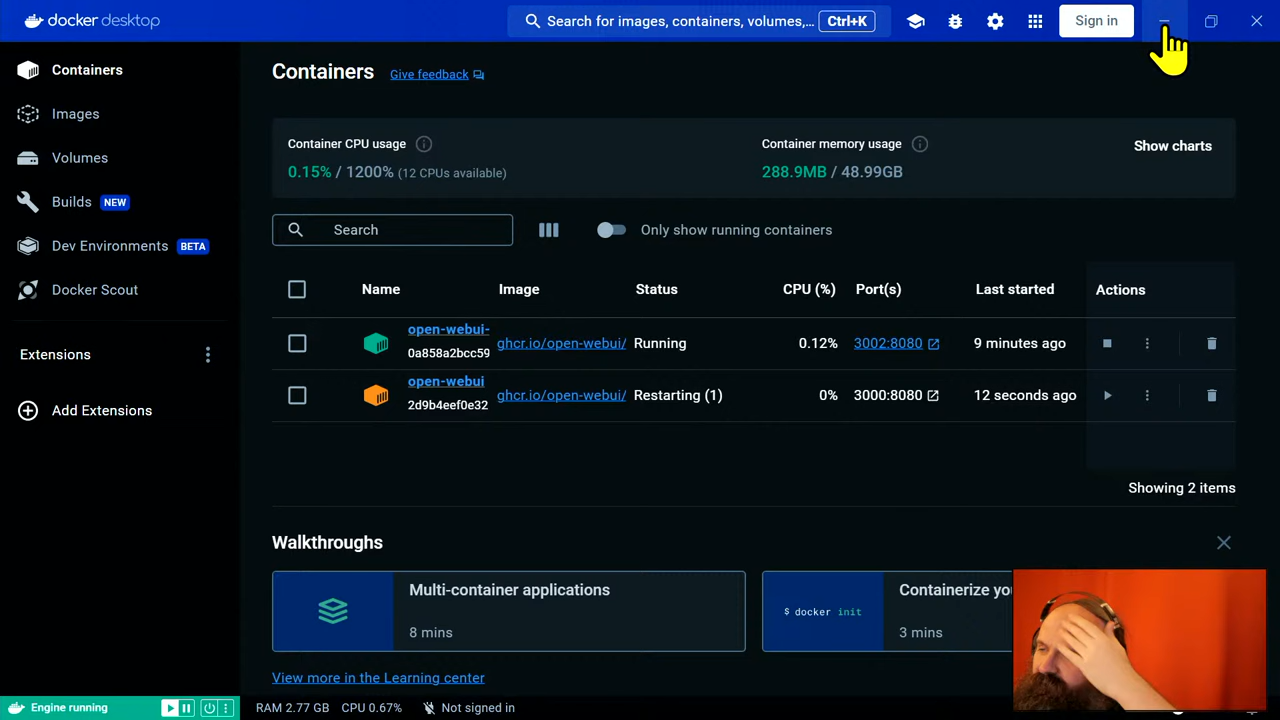 docker desktop
Search for images, containers, volumes,... Ctrl+K
Sign in
Containers
Images
Volumes
Builds NEW
Dev Environments BETA
Docker Scout
Extensions
Add Extensions
Containers Give feedback
Container CPU usage
0.15% / 1200% (12 CPUs available)
Container memory usage
288.9MB / 48.99GB
Show charts
Search
Only show running containers
Name Image Status CPU (%) Port(s) Last started Actions
open-webui-
0a858a2bcc59
ghcr.io/open-webui/ Running 0.12% 3002:8080 9 minutes ago
open-webui
2d9b4eef0e32
ghcr.io/open-webui/ Restarting (1) 0% 3000:8080 12 seconds ago
Showing 2 items
Walkthroughs
Multi-container applications
8 mins
$ docker init
Containerize yo
3 mins
View more in the Learning center
Engine running
RAM 2.77 GB CPU 0.67% Not signed in